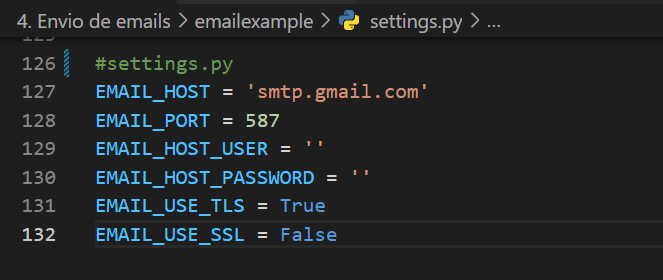 4. Envio de emails > emailexample > settings.py > ...
125
126 #settings.py
127 EMAIL_HOST = 'smtp.gmail.com'
128 EMAIL_PORT = 587
129 EMAIL_HOST_USER = ''
130 EMAIL_HOST_PASSWORD = ''
131 EMAIL_USE_TLS = True
132 EMAIL_USE_SSL = False